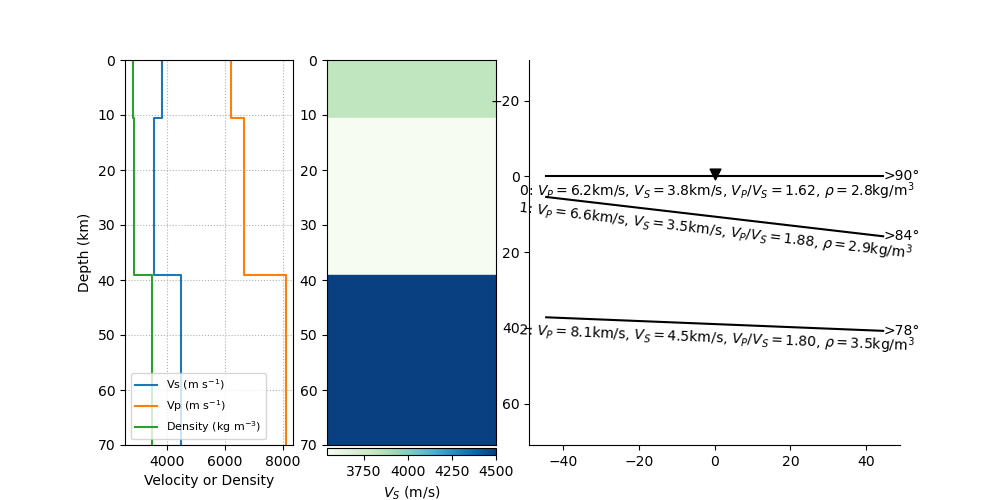 0
10
20
30
40
50
60
70
Depth (km)
Vs (m s⁻¹)
Vp (m s⁻¹)
Density (kg m⁻³)
4000 6000 8000
Velocity or Density
0
10
20
30
40
50
60
70
3750 4000 4250 4500
V_S (m/s)
−20
0
20
40
60
>90°
0: V_P = 6.2km/s, V_S = 3.8km/s, V_P/V_S = 1.62, ρ = 2.8kg/m³
1: V_P = 6.6km/s, V_S = 3.5km/s, V_P/V_S = 1.88, ρ = 2.9kg/m³
>84°
>78°
2: V_P = 8.1km/s, V_S = 4.5km/s, V_P/V_S = 1.80, ρ = 3.5kg/m³
−40 −20 0 20 40